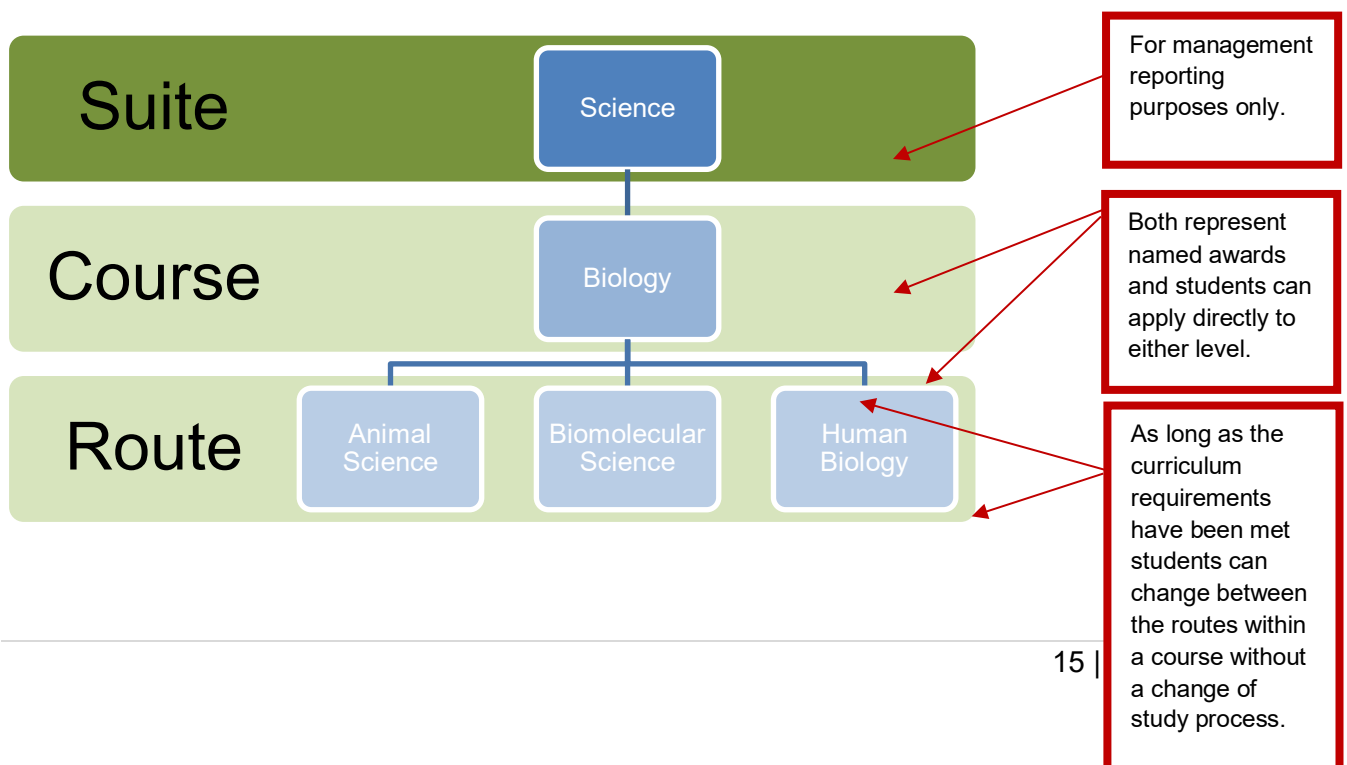 Suite
Science
For management
reporting
purposes only.
Course
Biology
Both represent
named awards
and students can
apply directly to
either level.
Route
Animal
Science
Biomolecular
Science
Human
Biology
As long as the
curriculum
requirements
have been met
students can
change between
the routes within
a course without
a change of
study process.
15 |